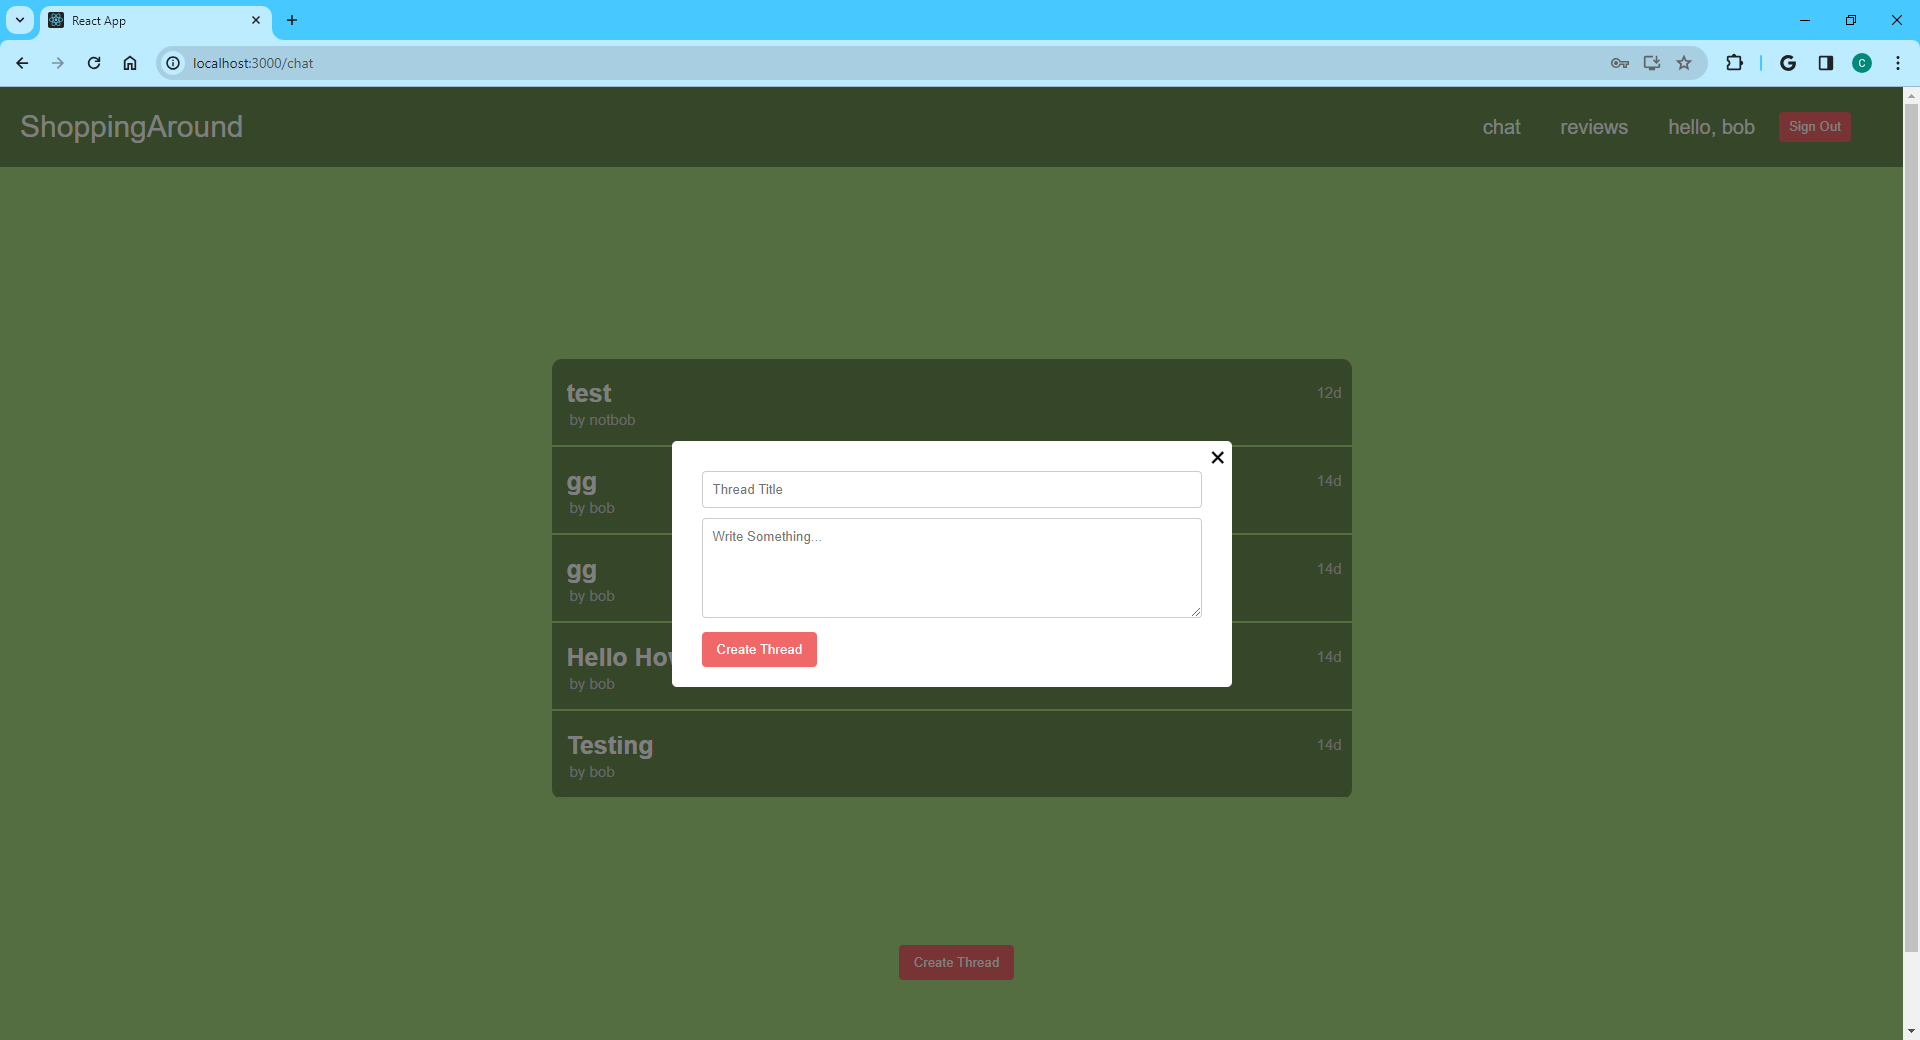 React App
localhost:3000/chat
C
ShoppingAround
chat reviews hello, bob Sign Out
test 12d
by notbob
gg 14d
by bob
gg 14d
by bob
Hello 14d
by bob
Testing 14d
by bob
Thread Title
Write Something...
Create Thread
Create Thread